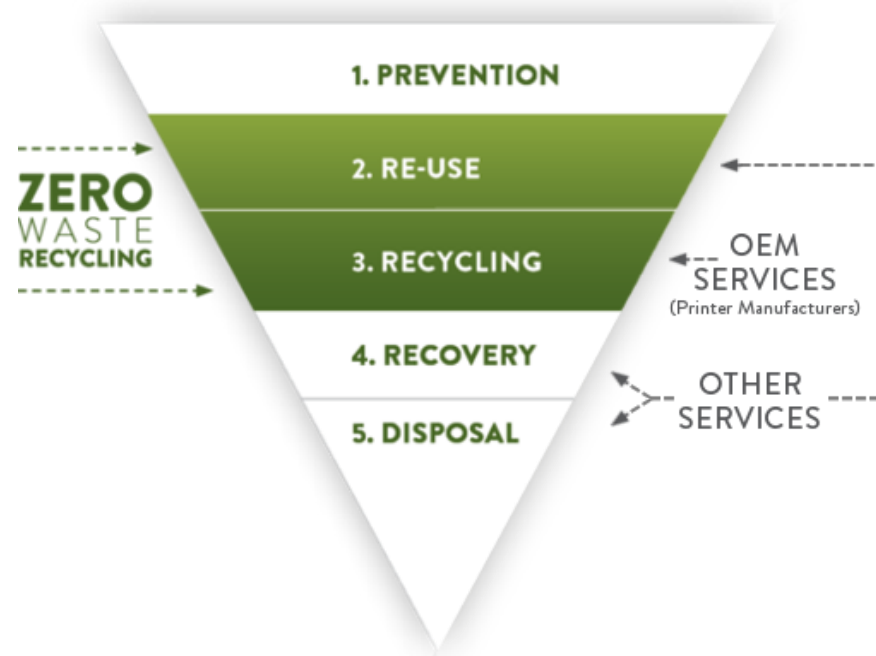 1. PREVENTION
2. RE-USE
ZERO
WASTE
RECYCLING
3. RECYCLING
OEM
SERVICES
(Printer Manufacturers)
4. RECOVERY
OTHER
SERVICES
5. DISPOSAL